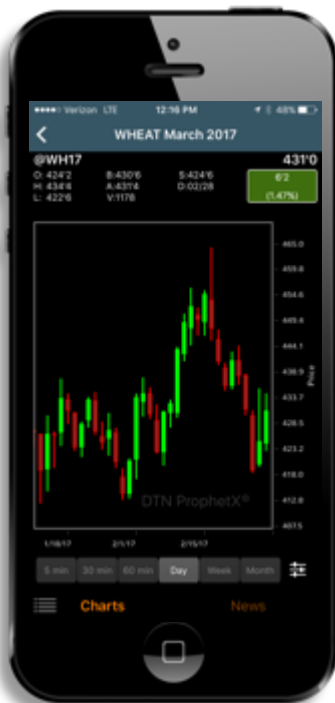 Verizon LTE 12:16 PM 48%
WHEAT March 2017
@WH17 431'0
O: 424'2 B:430'6 S:424'6 6'2
H: 434'4 A:431'4 D:02/28 (1.47%)
L: 422'6 V:1178
465.0
459.8
454.6
449.4
444.1
438.9
433.7
428.5
423.2
418.0
412.8
407.5
Price
DTN ProphetX®
1/18/17 2/1/17 2/15/17
5 min 30 min 60 min Day Week Month
Charts News